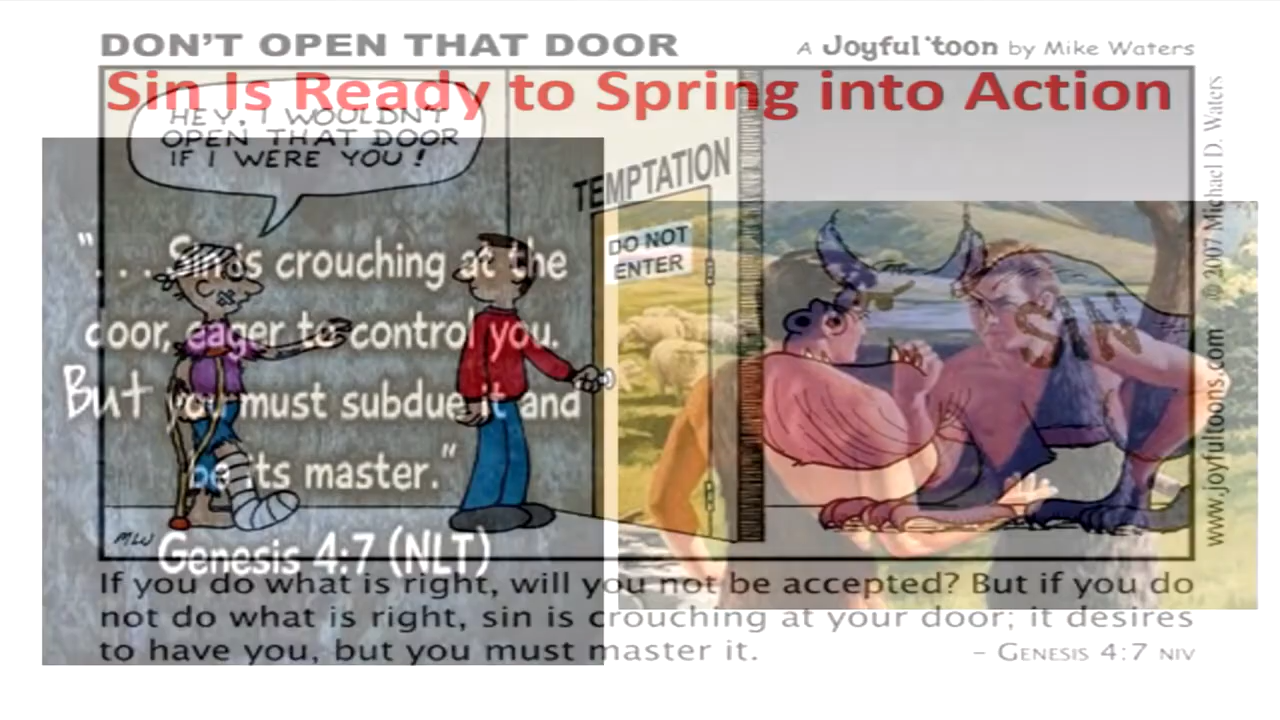 DON'T OPEN THAT DOOR
A Joyful 'toon by Mike Waters
Sin Is Ready to Spring into Action
HEY, I WOULDN'T
OPEN THAT DOOR
IF I WERE YOU!
TEMPTATION
DO NOT
ENTER
SIN
". . . Sin is crouching at the
door, eager to control you.
But you must subdue it and
be its master."
Genesis 4:7 (NLT)
MLW
www.joyfultoons.com © 2007 Michael D. Waters
If you do what is right, will you not be accepted? But if you do
not do what is right, sin is crouching at your door; it desires
to have you, but you must master it.
– GENESIS 4:7 NIV